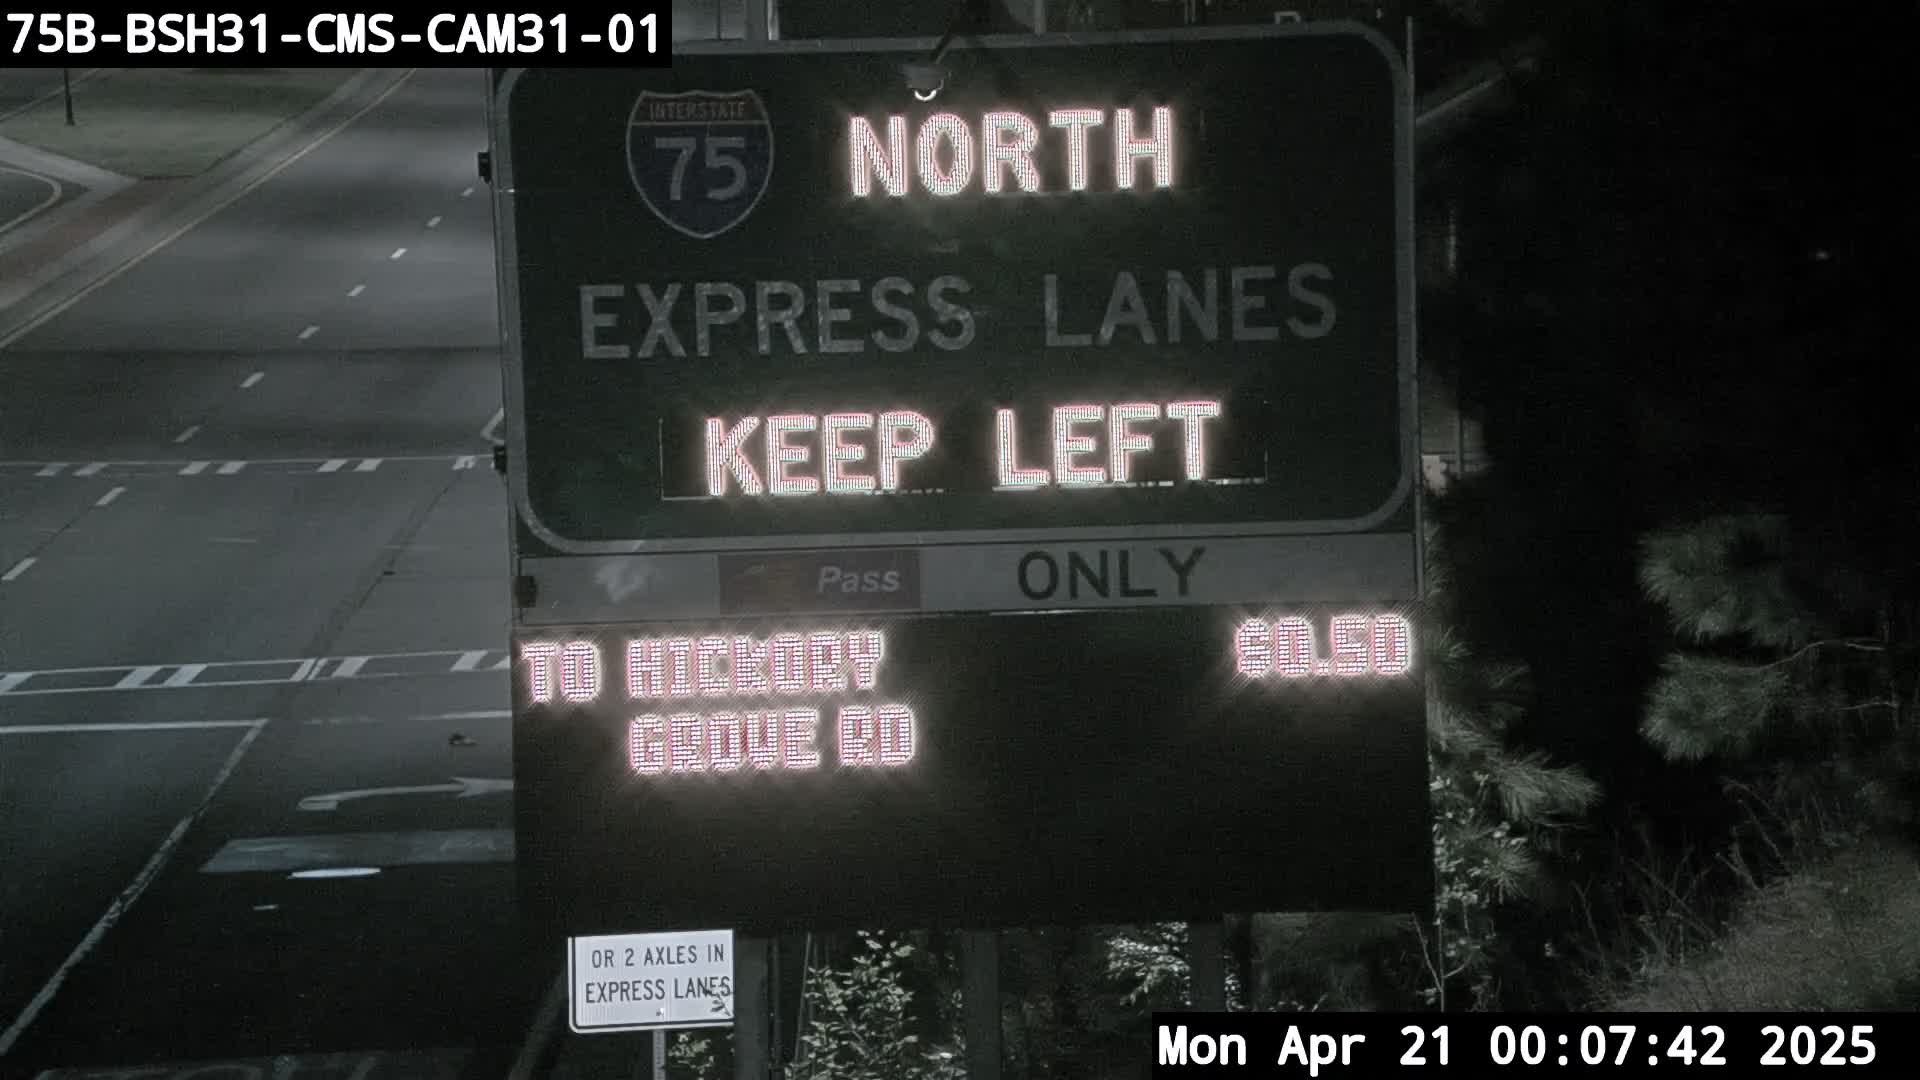 75B-BSH31-CMS-CAM31-01
INTERSTATE
75
NORTH
EXPRESS LANES
KEEP LEFT
Pass ONLY
TO HICKORY $0.50
GROVE RD
OR 2 AXLES IN
EXPRESS LANES
Mon Apr 21 00:07:42 2025